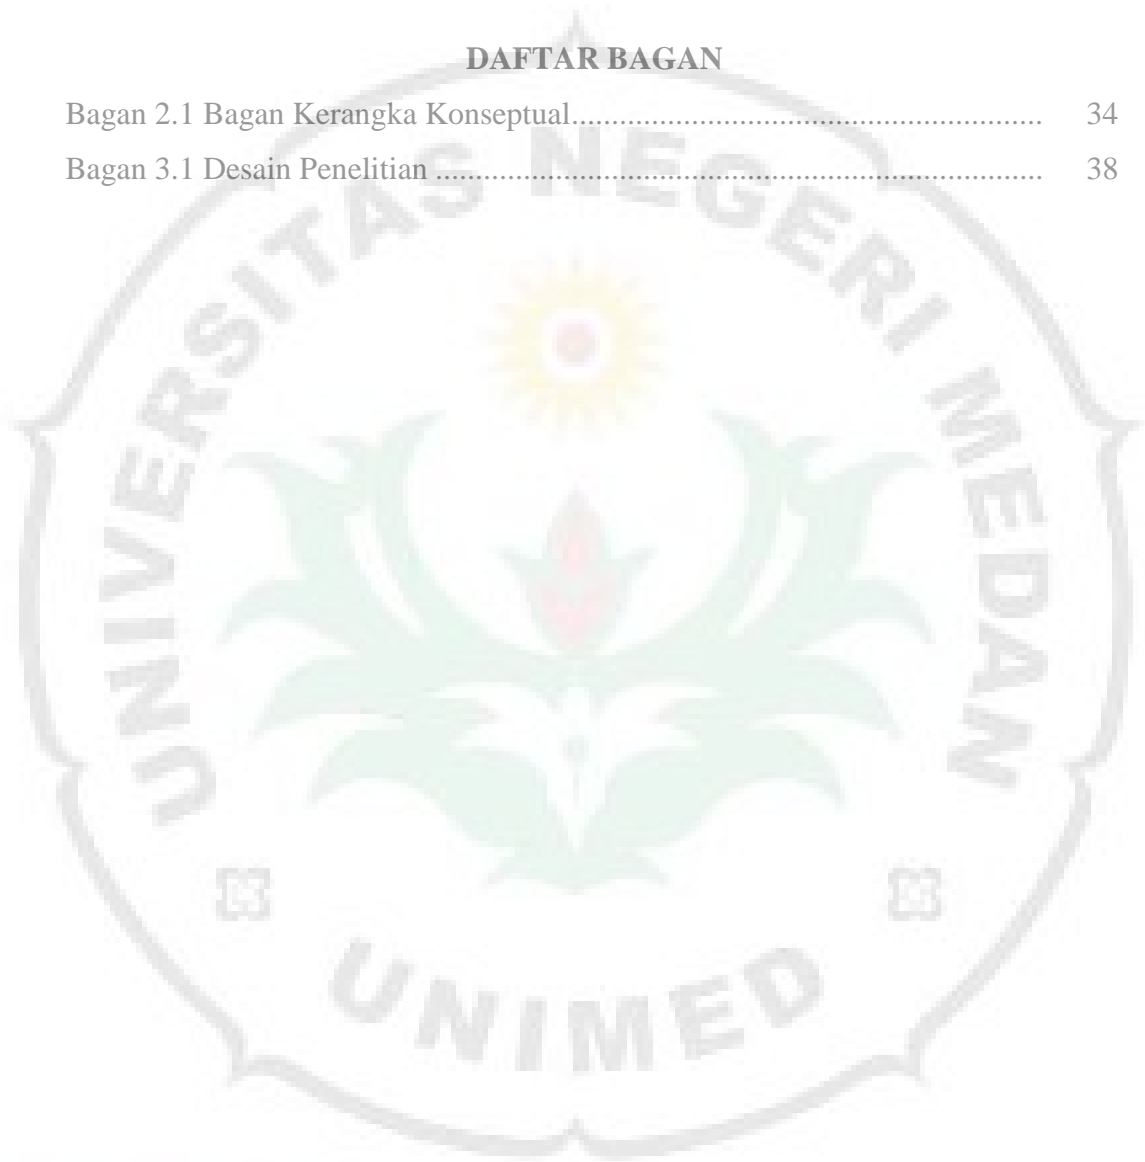 DAFTAR BAGAN
Bagan 2.1 Bagan Kerangka Konseptual............................................................ 34
Bagan 3.1 Desain Penelitian ............................................................................. 38
UNIVERSITAS NEGERI MEDAN
UNIMED